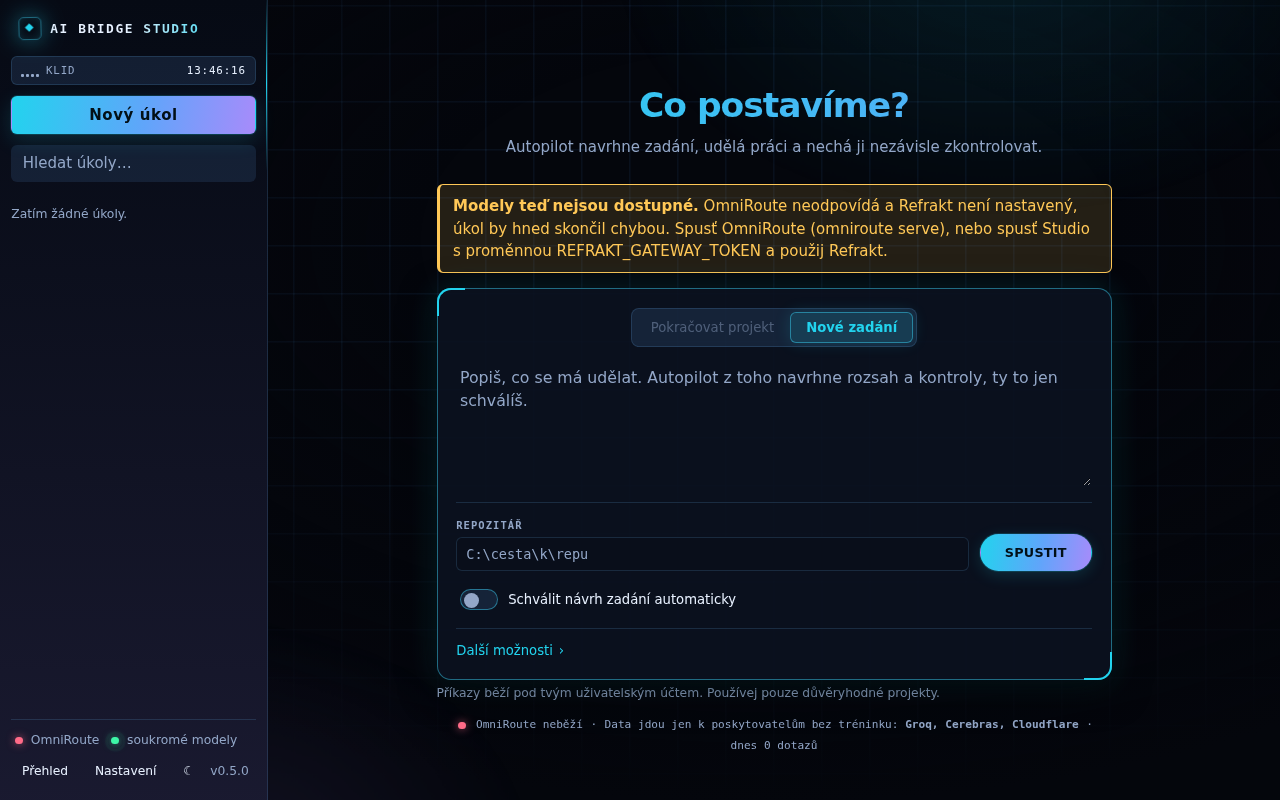 AI BRIDGE STUDIO
KLID 13:46:16
Nový úkol
Hledat úkoly...
Zatím žádné úkoly.
OmniRoute soukromé modely
Přehled Nastavení v0.5.0
Co postavíme?
Autopilot navrhne zadání, udělá práci a nechá ji nezávisle zkontrolovat.
Modely teď nejsou dostupné. OmniRoute neodpovídá a Refrakt není nastavený,
úkol by hned skončil chybou. Spusť OmniRoute (omniroute serve), nebo spusť Studio
s proměnnou REFRAKT_GATEWAY_TOKEN a použij Refrakt.
Pokračovat projekt Nové zadání
Popiš, co se má udělat. Autopilot z toho navrhne rozsah a kontroly, ty to jen
schválíš.
REPOZITÁŘ
C:\cesta\k\repu
SPUSTIT
Schválit návrh zadání automaticky
Další možnosti ›
Příkazy běží pod tvým uživatelským účtem. Používej pouze důvěryhodné projekty.
OmniRoute neběží · Data jdou jen k poskytovatelům bez tréninku: Groq, Cerebras, Cloudflare ·
dnes 0 dotazů